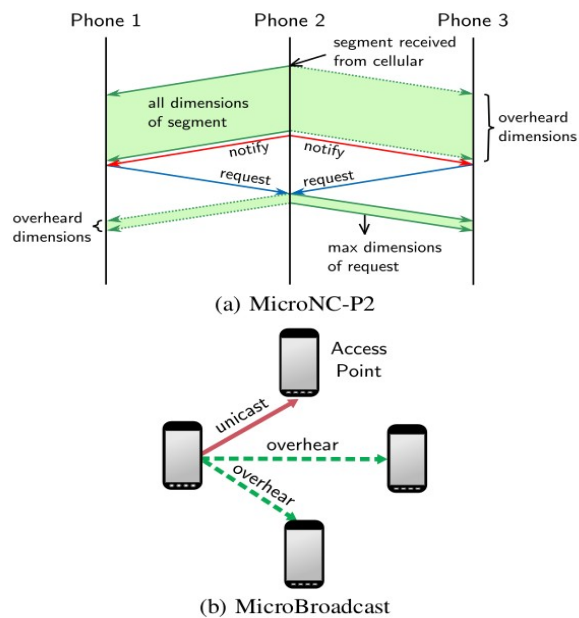 Phone 1
Phone 2
Phone 3
segment received
from cellular
all dimensions
of segment
overheard
dimensions
notify
notify
request
request
overheard
dimensions
max dimensions
of request
(a) MicroNC-P2
Access
Point
unicast
overhear
overhear
(b) MicroBroadcast